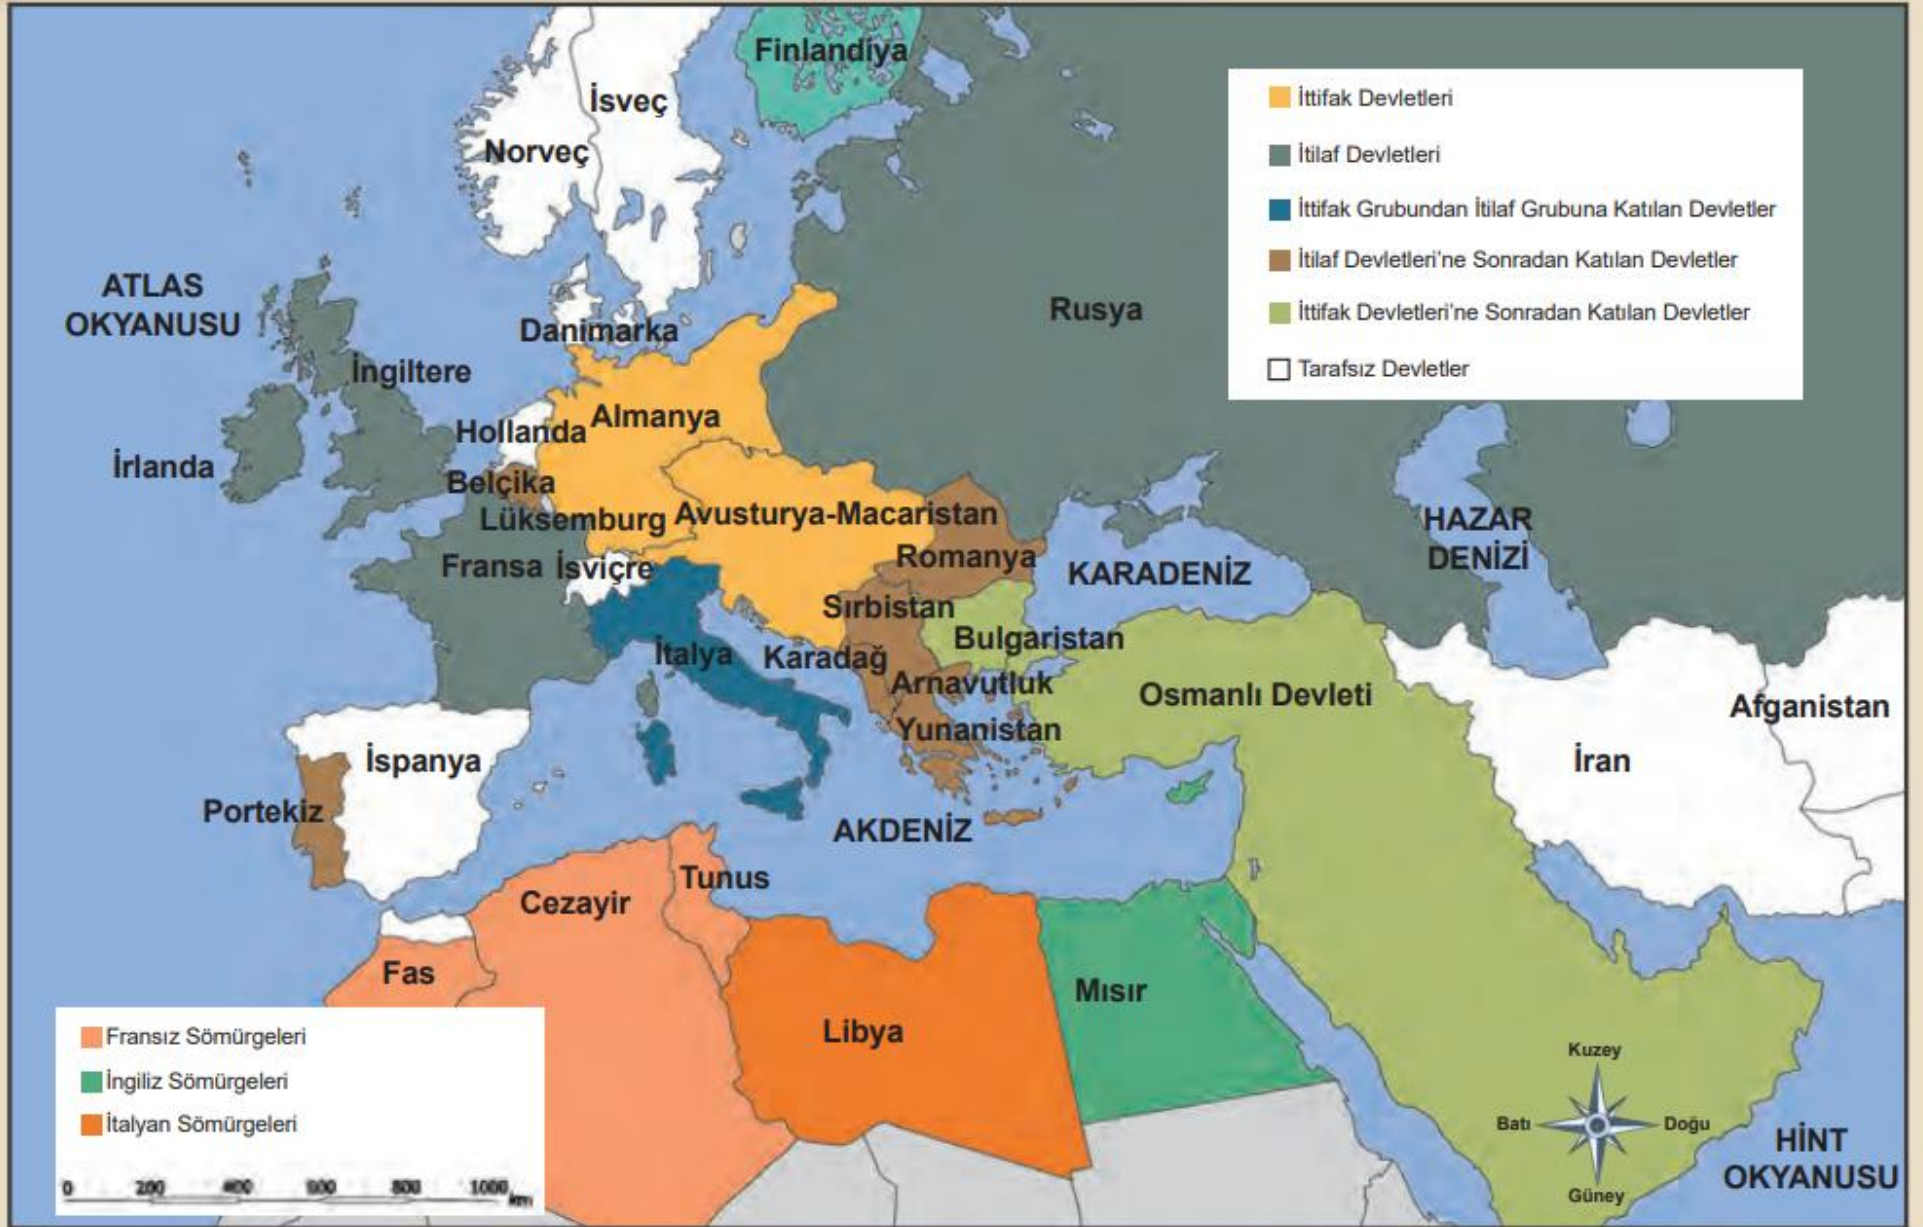 Finlandiya
İsveç
Norveç
İttifak Devletleri
İtilaf Devletleri
İttifak Grubundan İtilaf Grubuna Katılan Devletler
İtilaf Devletleri’ne Sonradan Katılan Devletler
İttifak Devletleri’ne Sonradan Katılan Devletler
Tarafsız Devletler
ATLAS
OKYANUSU
Rusya
Danimarka
İngiltere
Almanya
Hollanda
İrlanda
Belçika
Lüksemburg
Avusturya-Macaristan
HAZAR
DENİZİ
Fransa
İsviçre
Romanya
KARADENİZ
Sırbistan
Bulgaristan
İtalya
Karadağ
Arnavutluk
Osmanlı Devleti
Afganistan
Yunanistan
İspanya
İran
Portekiz
AKDENİZ
Tunus
Cezayir
Fas
Mısır
Libya
Fransız Sömürgeleri
İngiliz Sömürgeleri
İtalyan Sömürgeleri
0 200 400 600 800 1000 km
Kuzey
Batı
Doğu
Güney
HİNT
OKYANUSU